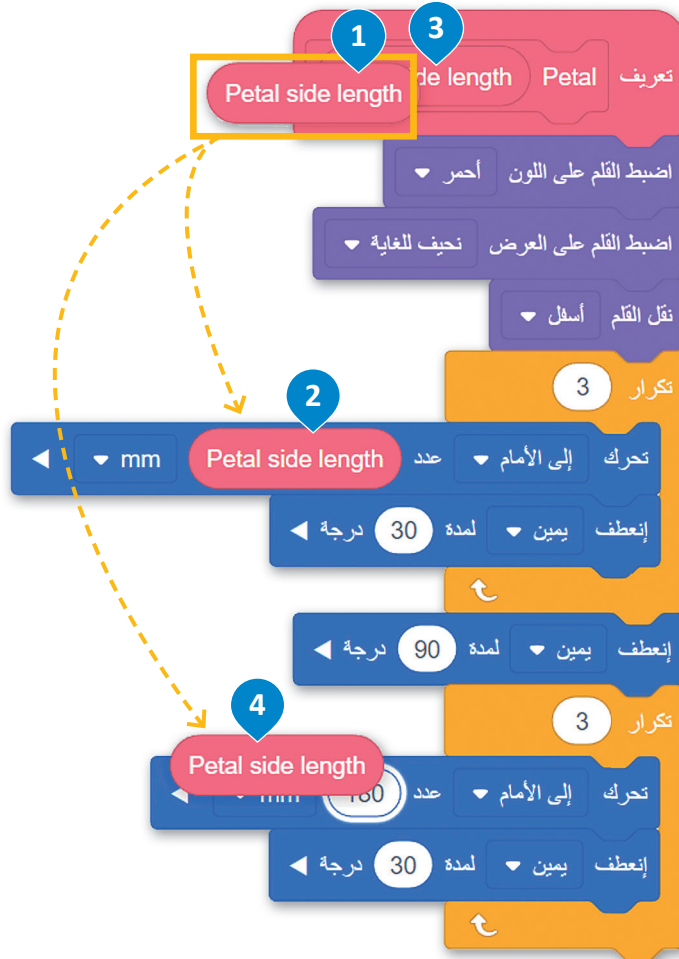 1 3
تعريف Petal de length
Petal side length
اضبط القلم على اللون أحمر
اضبط القلم على العرض نحيف للغاية
نقل القلم أسفل
تكرار 3
2
تحرك إلى الأمام عدد Petal side length mm
إنعطف يمين لمدة 30 درجة
إنعطف يمين لمدة 90 درجة
4
تكرار 3
Petal side length
تحرك إلى الأمام عدد 180 mm
إنعطف يمين لمدة 30 درجة